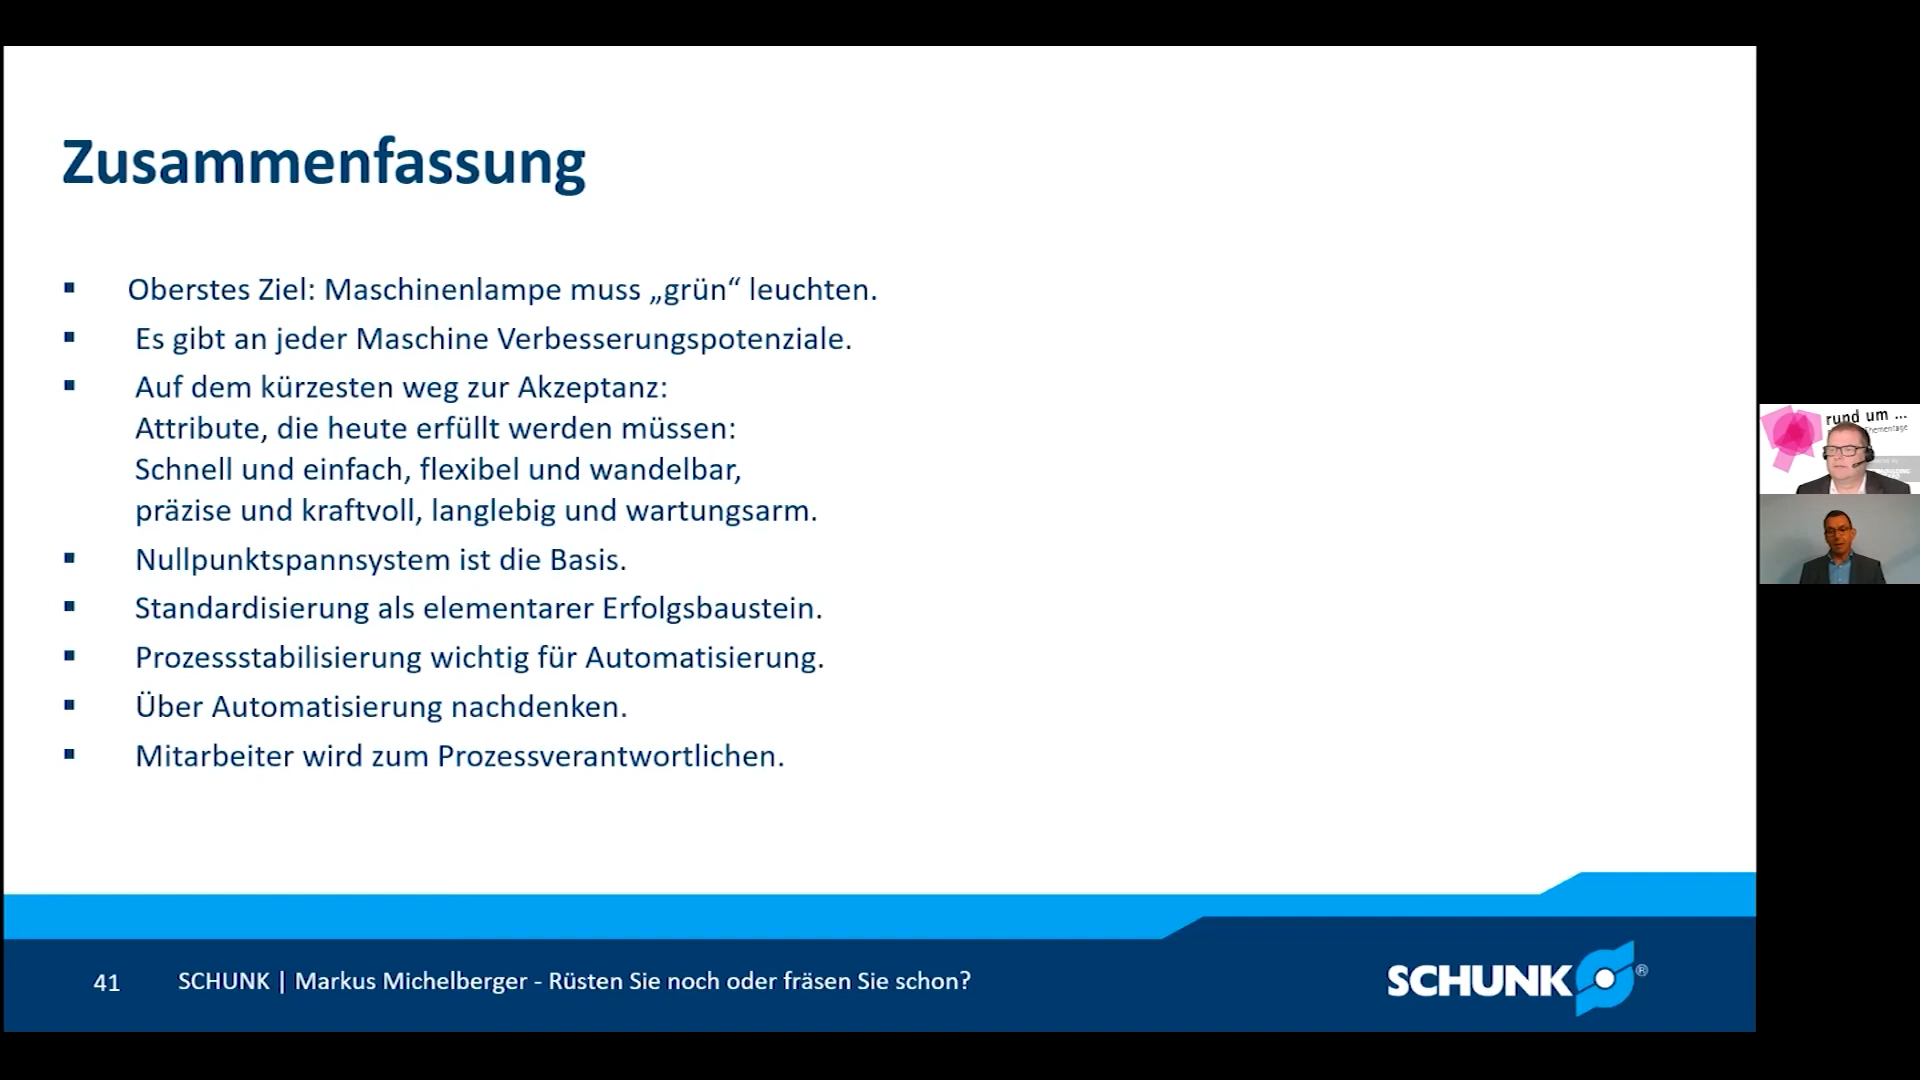 Zusammenfassung
▪ Oberstes Ziel: Maschinenlampe muss „grün“ leuchten.
▪ Es gibt an jeder Maschine Verbesserungspotenziale.
▪ Auf dem kürzesten weg zur Akzeptanz:
Attribute, die heute erfüllt werden müssen:
Schnell und einfach, flexibel und wandelbar,
präzise und kraftvoll, langlebig und wartungsarm.
▪ Nullpunktspannsystem ist die Basis.
▪ Standardisierung als elementarer Erfolgsbaustein.
▪ Prozessstabilisierung wichtig für Automatisierung.
▪ Über Automatisierung nachdenken.
▪ Mitarbeiter wird zum Prozessverantwortlichen.
rund um ...
Thementage
41 SCHUNK | Markus Michelberger - Rüsten Sie noch oder fräsen Sie schon?
SCHUNK ®